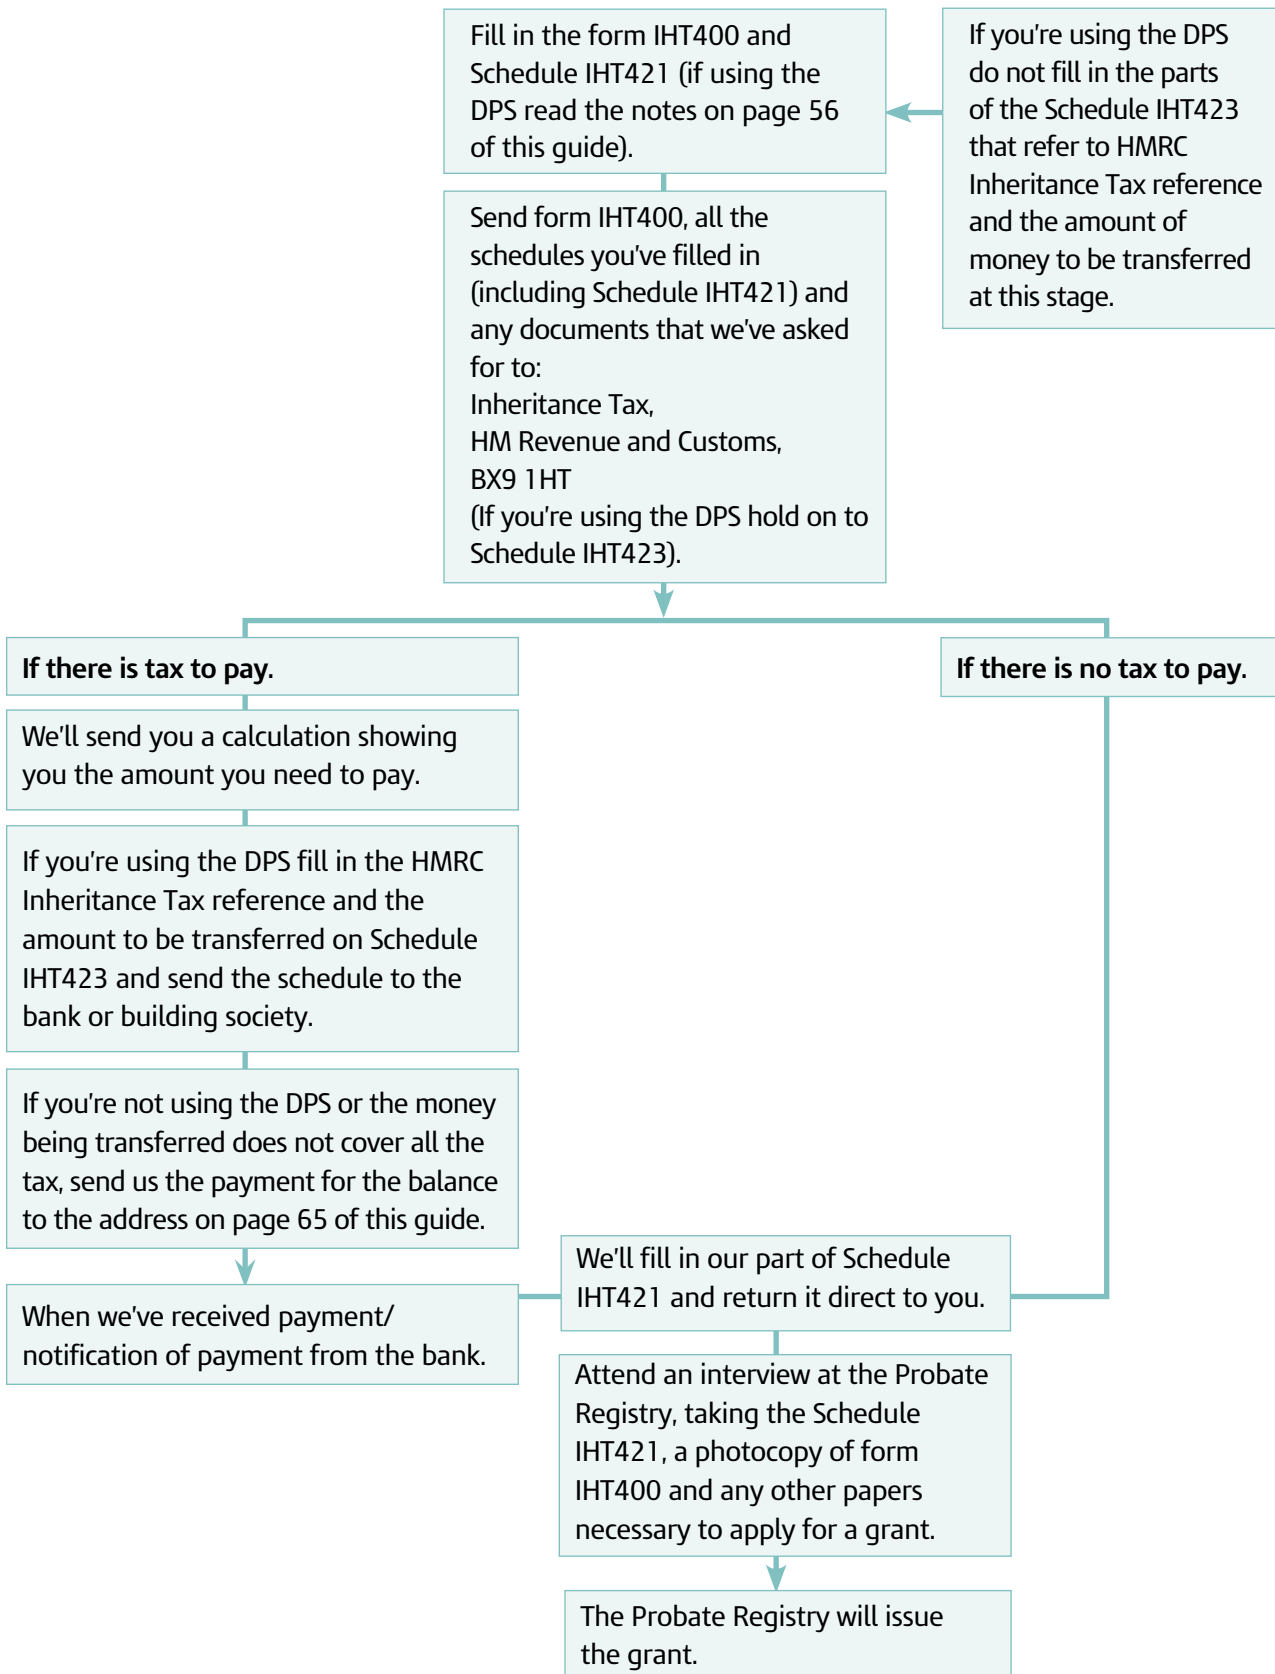 Fill in the form IHT400 and
Schedule IHT421 (if using the
DPS read the notes on page 56
of this guide).
If you're using the DPS
do not fill in the parts
of the Schedule IHT423
that refer to HMRC
Inheritance Tax reference
and the amount of
money to be transferred
at this stage.
Send form IHT400, all the
schedules you've filled in
(including Schedule IHT421) and
any documents that we've asked
for to:
Inheritance Tax,
HM Revenue and Customs,
BX9 1HT
(If you're using the DPS hold on to
Schedule IHT423).
If there is tax to pay.
If there is no tax to pay.
We'll send you a calculation showing
you the amount you need to pay.
If you're using the DPS fill in the HMRC
Inheritance Tax reference and the
amount to be transferred on Schedule
IHT423 and send the schedule to the
bank or building society.
If you're not using the DPS or the money
being transferred does not cover all the
tax, send us the payment for the balance
to the address on page 65 of this guide.
When we've received payment/
notification of payment from the bank.
We'll fill in our part of Schedule
IHT421 and return it direct to you.
Attend an interview at the Probate
Registry, taking the Schedule
IHT421, a photocopy of form
IHT400 and any other papers
necessary to apply for a grant.
The Probate Registry will issue
the grant.